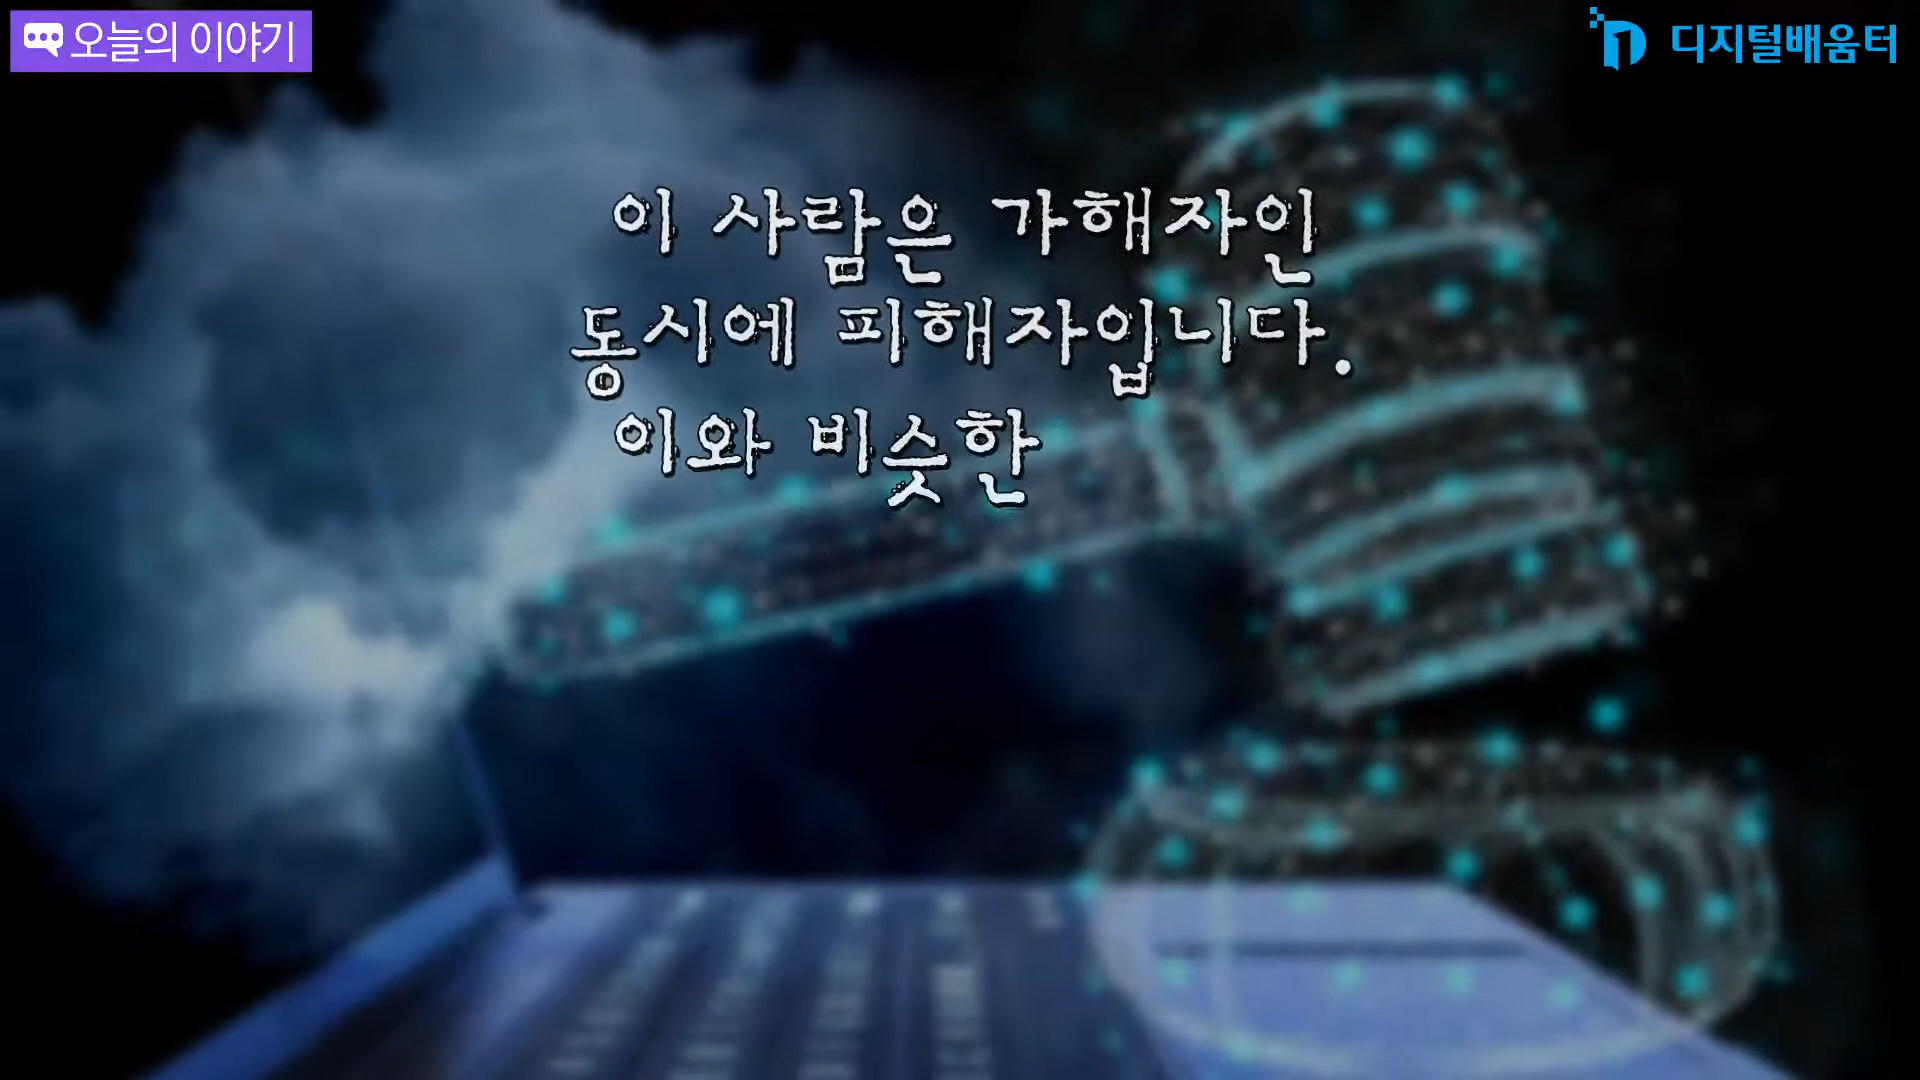 오늘의 이야기
디지털배움터
이 사람은 가해자인
동시에 피해자입니다.
이와 비슷한